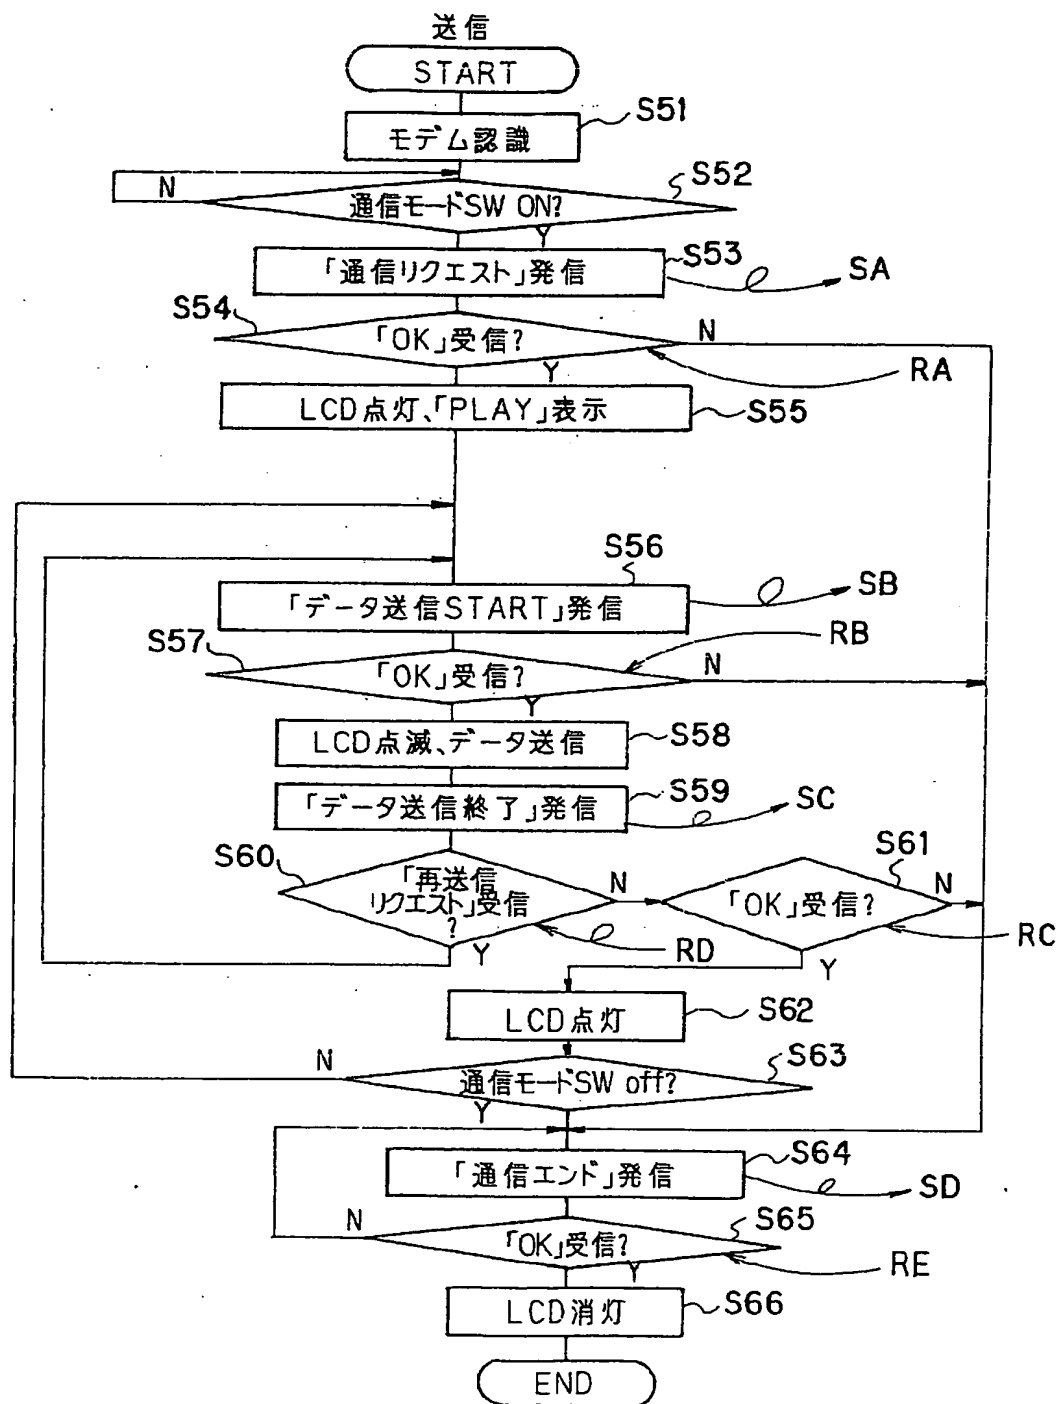 送信
START
モデム認識
S51
N
通信モードSW ON?
S52
Y
「通信リクエスト」発信
S53
SA
S54
「OK」受信?
N
RA
Y
LCD点灯、「PLAY」表示
S55
S56
「データ送信START」発信
SB
S57
「OK」受信?
RB
N
Y
LCD点滅、データ送信
S58
「データ送信終了」発信
S59
SC
S60
「再送信
リクエスト」受信
?
N
RD
Y
S61
「OK」受信?
N
RC
Y
LCD点灯
S62
N
通信モードSW off?
S63
Y
「通信エンド」発信
S64
SD
N
「OK」受信?
S65
RE
Y
LCD消灯
S66
END